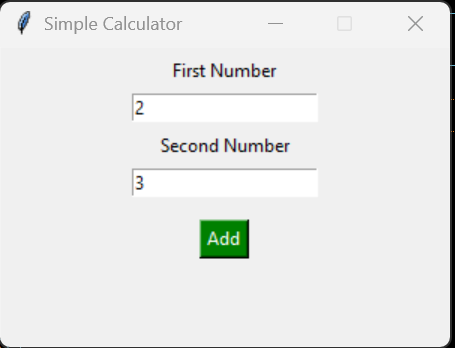 Simple Calculator
First Number
2
Second Number
3
Add